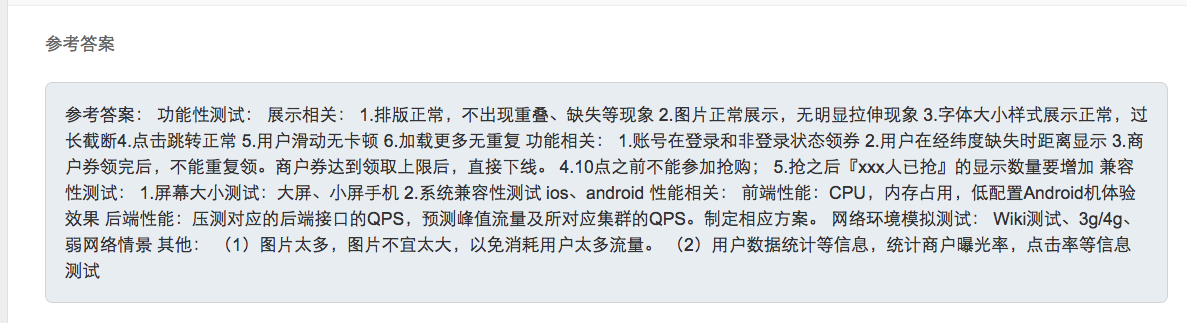 参考答案
参考答案： 功能性测试： 展示相关： 1.排版正常，不出现重叠、缺失等现象 2.图片正常展示，无明显拉伸现象 3.字体大小样式展示正常，过
长截断4.点击跳转正常 5.用户滑动无卡顿 6.加载更多无重复 功能相关： 1.账号在登录和非登录状态领券 2.用户在经纬度缺失时距离显示 3.商
户券领完后，不能重复领。商户券达到领取上限后，直接下线。 4.10点之前不能参加抢购； 5.抢之后『xxx人已抢』的显示数量要增加 兼容
性测试： 1.屏幕大小测试：大屏、小屏手机 2.系统兼容性测试 ios、android 性能相关： 前端性能：CPU，内存占用，低配置Android机体验
效果 后端性能：压测对应的后端接口的QPS，预测峰值流量及所对应集群的QPS。制定相应方案。 网络环境模拟测试： Wiki测试、3g/4g、
弱网络情景 其他： （1）图片太多，图片不宜太大，以免消耗用户太多流量。 （2）用户数据统计等信息，统计商户曝光率，点击率等信息
测试